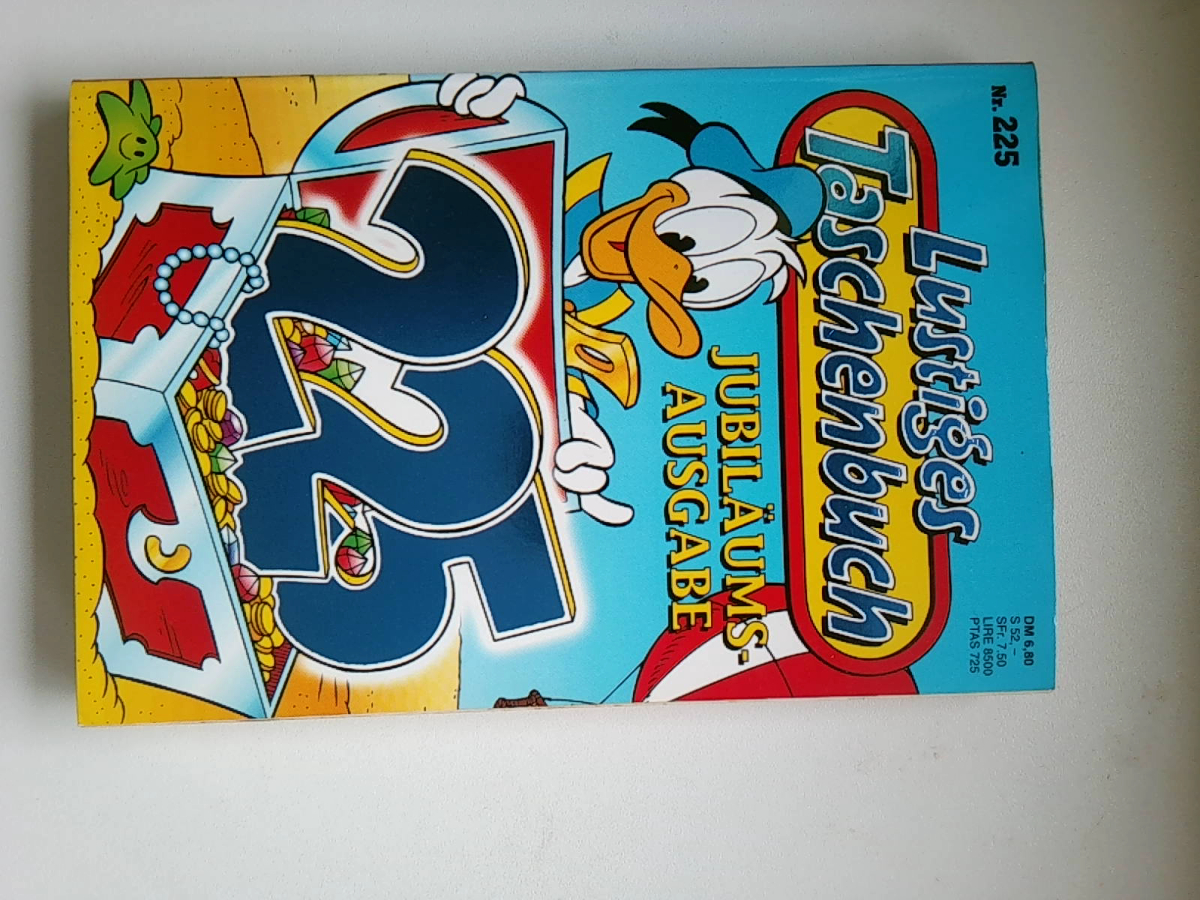 Nr. 225
DM 6,80
S 52,–
SFr. 7.50
LIRE 8500
PTAS 725
Lustiges
Taschenbuch
JUBILÄUMS-
AUSGABE
225